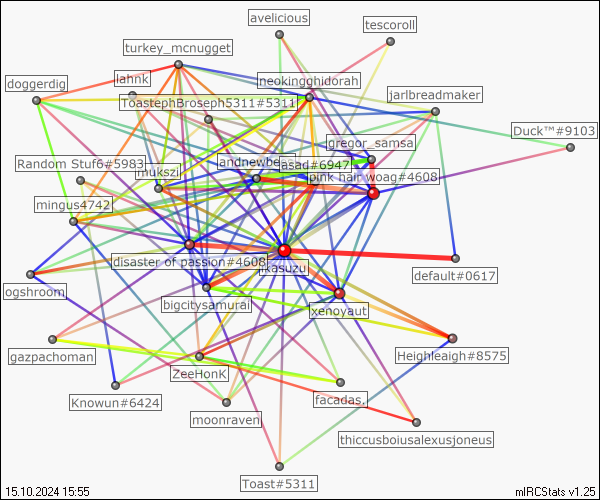 avelicious
tescoroll
turkey_mcnugget
lahnk
neokingghidorah
doggerdig
jarlbreadmaker
ToastephBroseph5311#5311
Duck™#9103
gregor_samsa
Random Stuf6#5983
asad#6947
mukszi
pink hair woag#4608
mingus4742
disaster of passion#4608
jikasuzu
default#0617
ogshroom
bigcitysamurai
xenoyaut
gazpachoman
Heighleaigh#8575
ZeeHonK
Knowun#6424
facadas.
moonraven
thiccusboiusalexusjoneus
Toast#5311
15.10.2024 15:55
mIRCStats v1.25